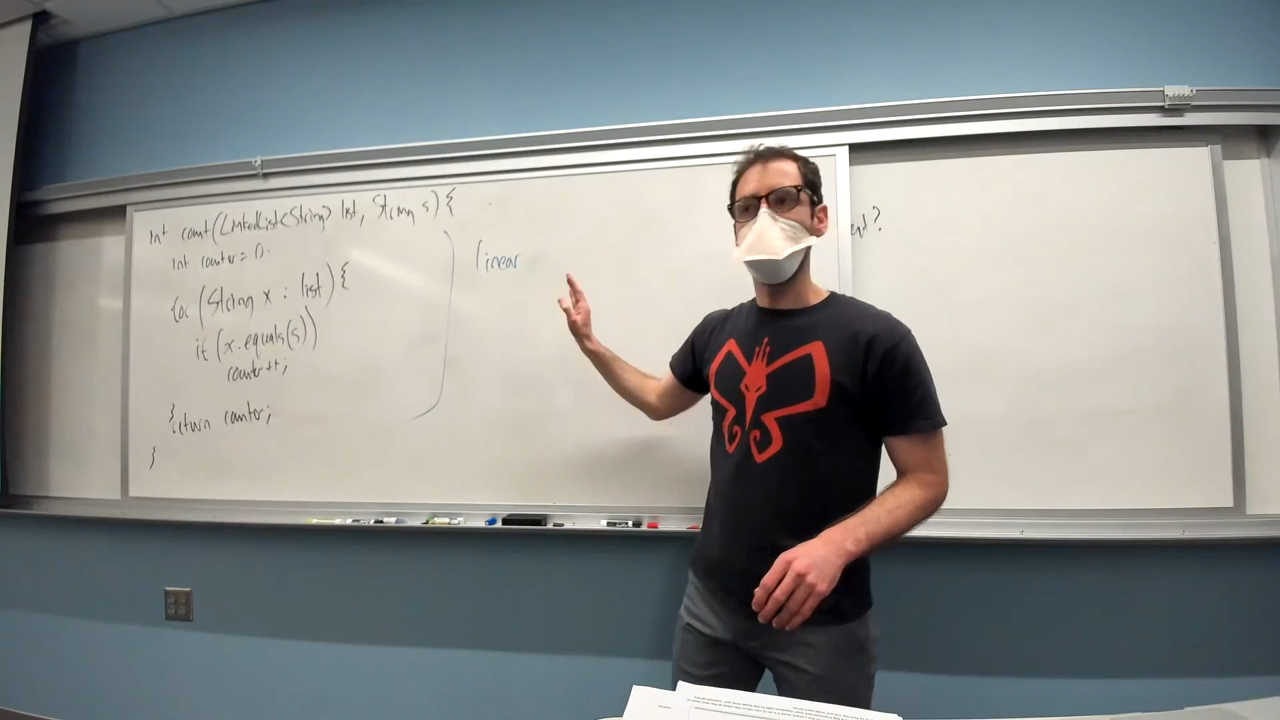 int count(LinkedList<String> list, String s) {
int counter = 0;
for (String x : list) {
if (x.equals(s))
counter++;
}
return counter;
}
linear
?